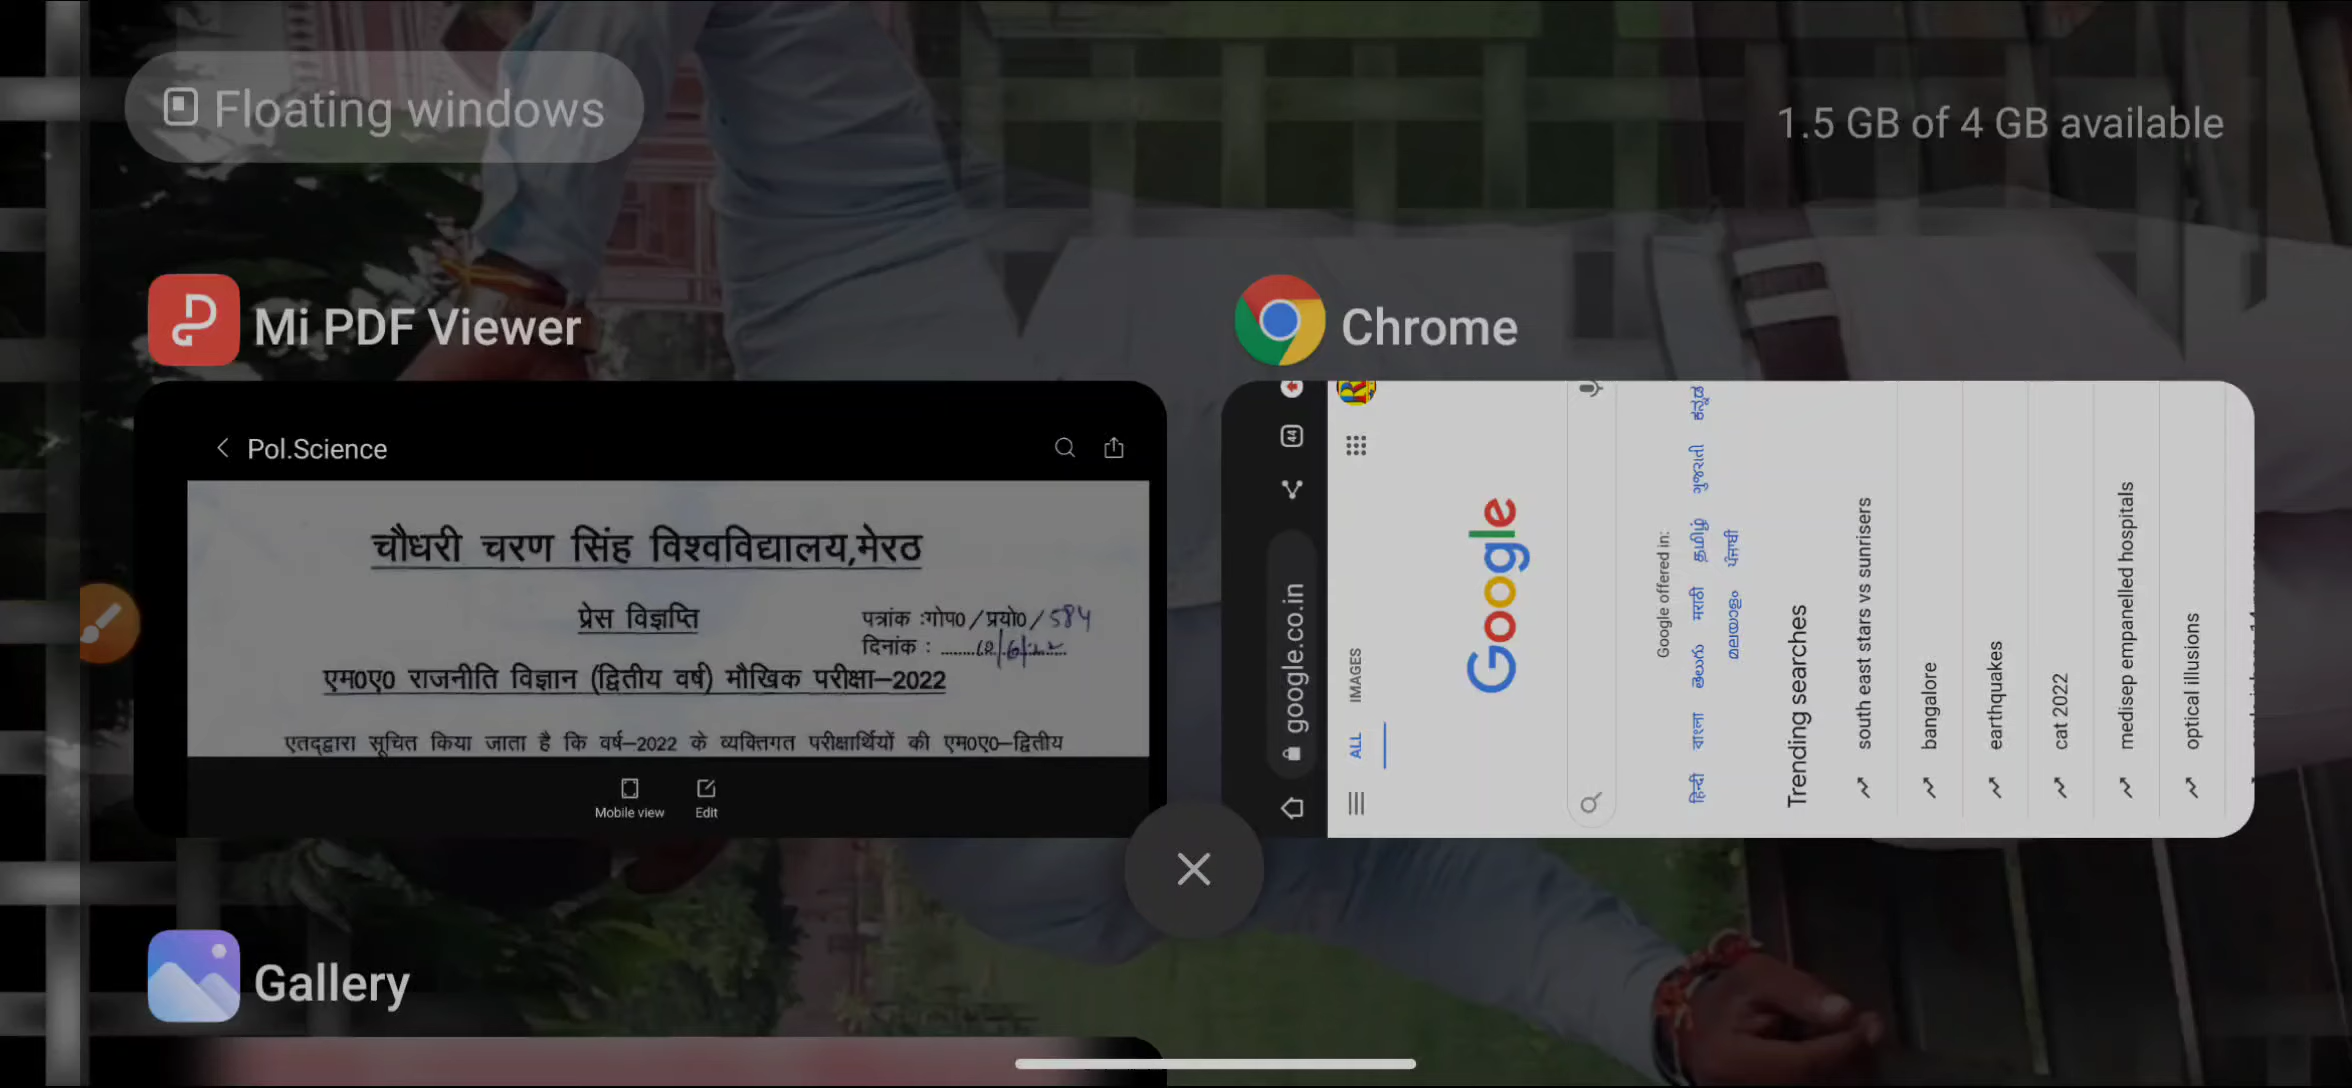 Floating windows
1.5 GB of 4 GB available
Mi PDF Viewer
Pol.Science
चौधरी चरण सिंह विश्वविद्यालय,मेरठ
प्रेस विज्ञप्ति
पत्रांक :गोप0/प्रयो0/584
दिनांक :
एम0ए0 राजनीति विज्ञान (द्वितीय वर्ष) मौखिक परीक्षा–2022
एतद्द्वारा सूचित किया जाता है कि वर्ष–2022 के व्यक्तिगत परीक्षार्थियों की एम0ए0–द्वितीय
Mobile view
Edit
Chrome
google.co.in
44
ALL
IMAGES
Google
Google offered in:
हिन्दी বাংলা తెలుగు मराठी தமிழ் ગુજરાતી ಕನ್ನಡ
മലയാളം ਪੰਜਾਬੀ
Trending searches
south east stars vs sunrisers
bangalore
earthquakes
cat 2022
medisep empanelled hospitals
optical illusions
Gallery